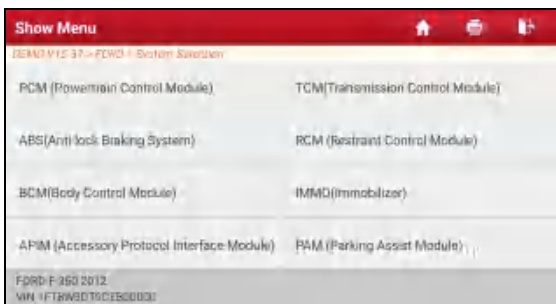 Show Menu
DEMO V15.37 > FORD > System Selection
PCM (Powertrain Control Module)
TCM(Transmission Control Module)
ABS(Anti lock Braking System)
RCM (Restraint Control Module)
BCM(Body Control Module)
IMMO(Immobilizer)
APIM (Accessory Protocol Interface Module)
PAM (Parking Assist Module)
FORD F-350 2012
VIN